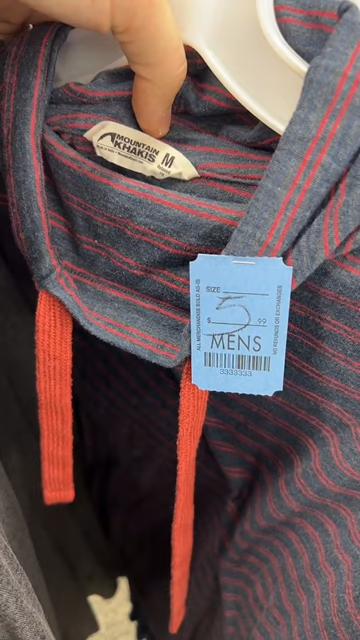 MOUNTAIN
KHAKIS
M
SIZE
$ 5 .99
MENS
3333333
ALL MERCHANDISE SOLD AS-IS
NO REFUNDS OR EXCHANGES